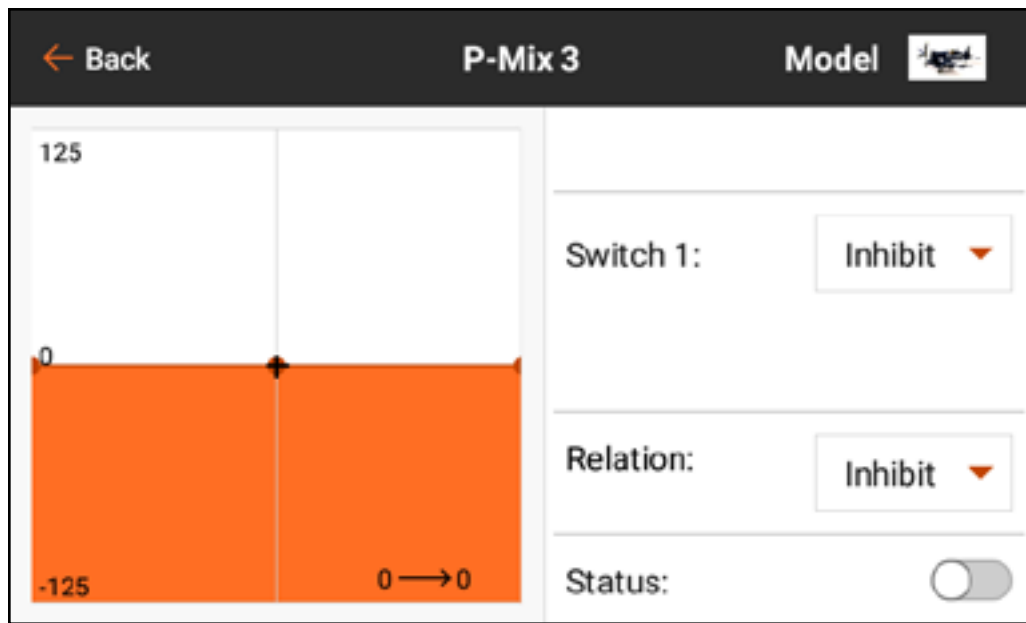 Back
P-Mix 3
Model
125
0
-125
0→0
Switch 1:
Inhibit
Relation:
Inhibit
Status: